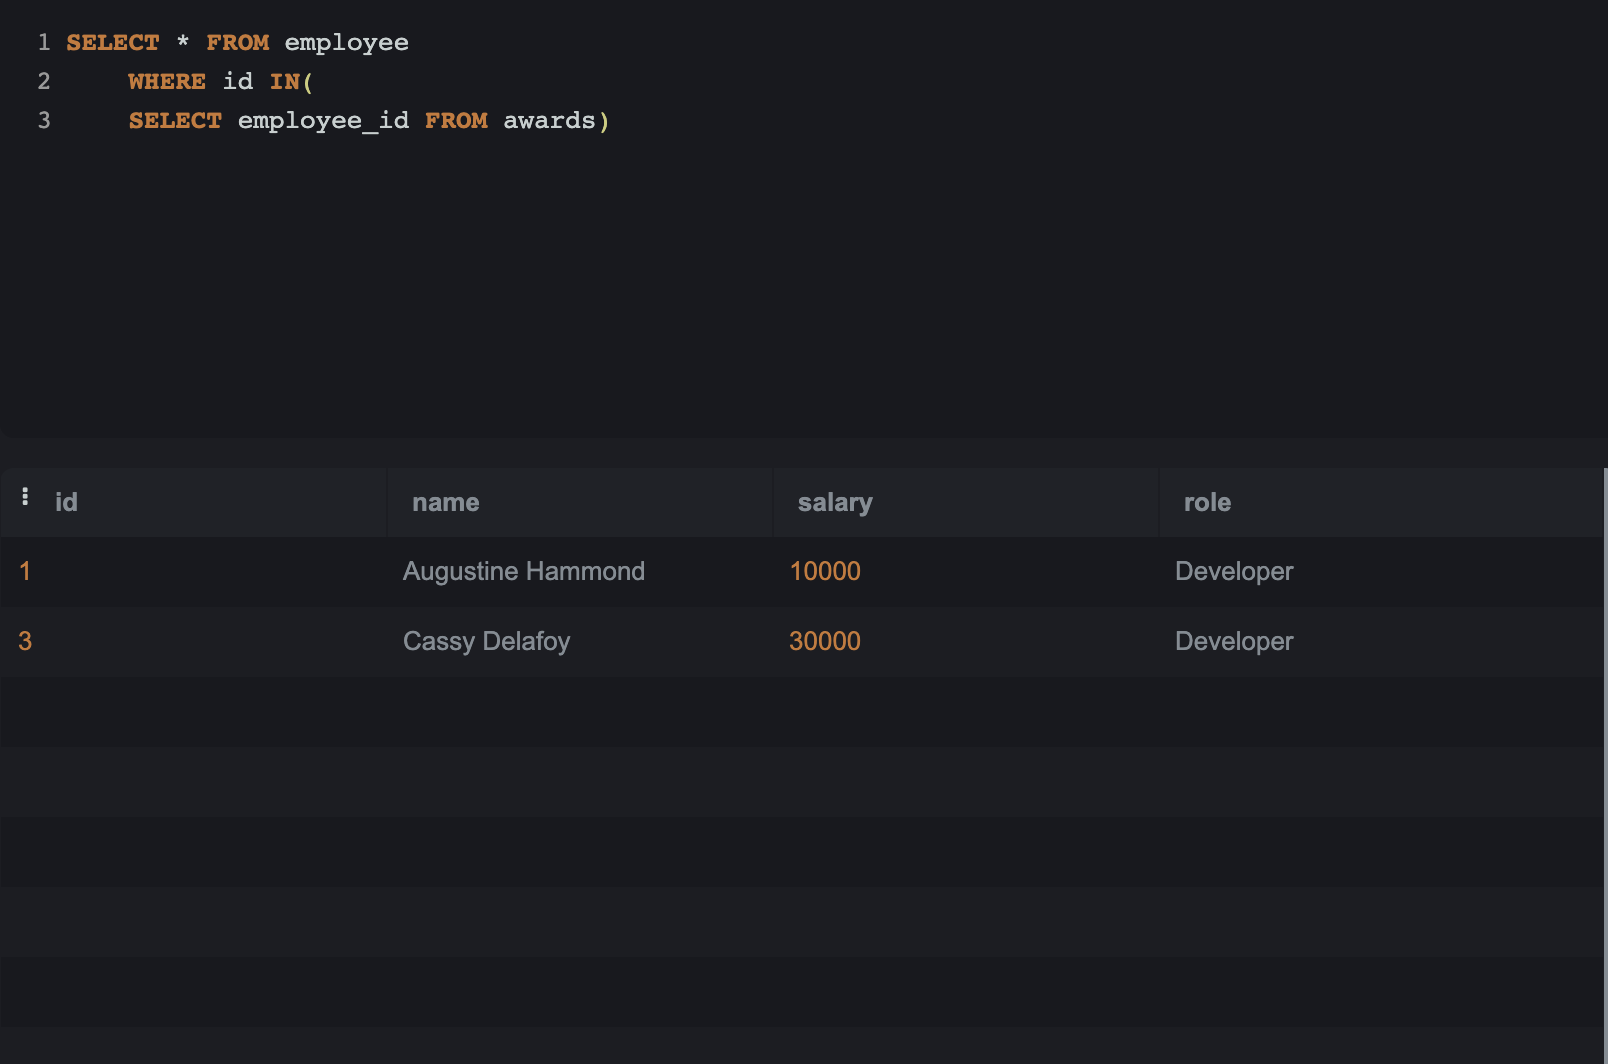 1 SELECT * FROM employee
2 WHERE id IN(
3 SELECT employee_id FROM awards)
id name salary role
1 Augustine Hammond 10000 Developer
3 Cassy Delafoy 30000 Developer